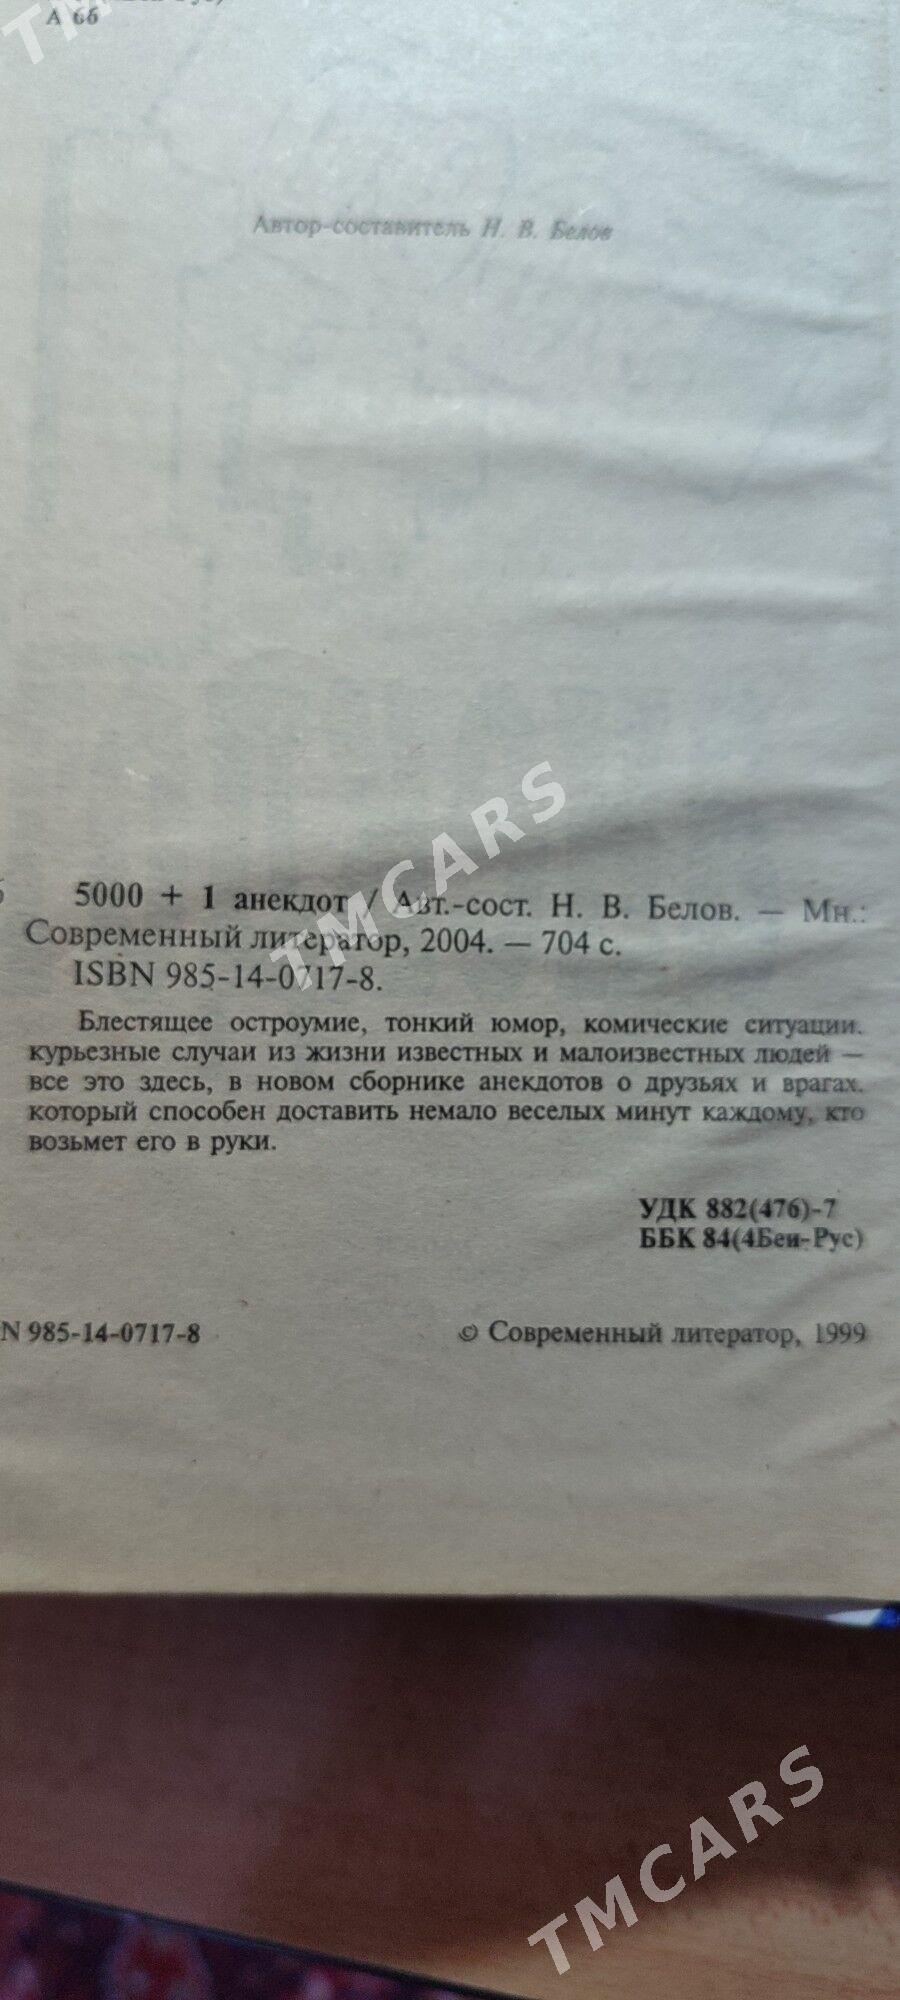 А 66
Автор-составитель Н. В. Белов
5000 + 1 анекдот / Авт.-сост. Н. В. Белов. — Мн.:
Современный литератор, 2004. — 704 с.
ISBN 985-14-0717-8.
Блестящее остроумие, тонкий юмор, комические ситуации,
курьезные случаи из жизни известных и малоизвестных людей —
все это здесь, в новом сборнике анекдотов о друзьях и врагах,
который способен доставить немало веселых минут каждому, кто
возьмет его в руки.
УДК 882(476)-7
ББК 84(4Беи-Рус)
N 985-14-0717-8
© Современный литератор, 1999
TMCARS
TMCARS